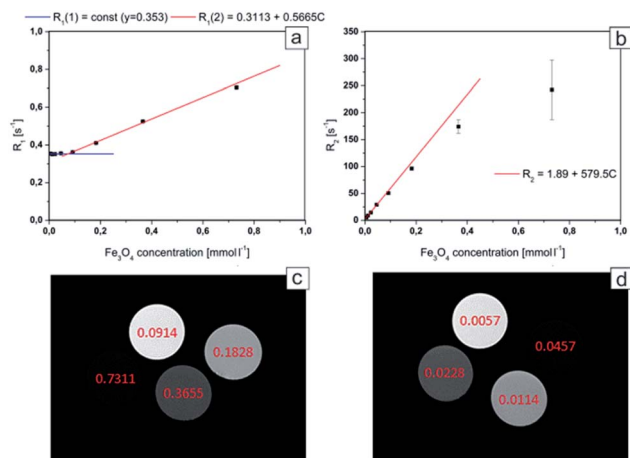 R₁(1) = const (y=0.353) R₁(2) = 0.3113 + 0.5665C
a
R₁ [s⁻¹]
1,0
0,8
0,6
0,4
0,2
0,0
0,0 0,2 0,4 0,6 0,8 1,0
Fe₃O₄ concentration [mmol l⁻¹]
b
R₂ [s⁻¹]
350
300
250
200
150
100
50
0
R₂ = 1.89 + 579.5C
0,0 0,2 0,4 0,6 0,8 1,0
Fe₃O₄ concentration [mmol l⁻¹]
c
0.0914
0.1828
0.7311
0.3655
d
0.0057
0.0457
0.0228
0.0114